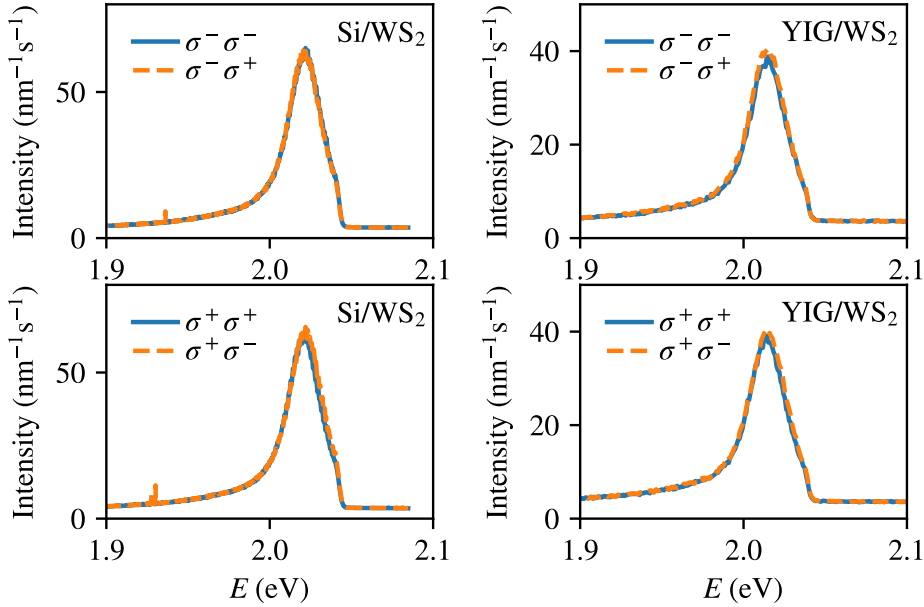 Si/WS₂
σ⁻ σ⁻
σ⁻ σ⁺
Intensity (nm⁻¹s⁻¹)
50
0
1.9 2.0 2.1
YIG/WS₂
σ⁻ σ⁻
σ⁻ σ⁺
Intensity (nm⁻¹s⁻¹)
40
20
0
1.9 2.0 2.1
Si/WS₂
σ⁺ σ⁺
σ⁺ σ⁻
Intensity (nm⁻¹s⁻¹)
50
0
1.9 2.0 2.1
E (eV)
YIG/WS₂
σ⁺ σ⁺
σ⁺ σ⁻
Intensity (nm⁻¹s⁻¹)
40
20
0
1.9 2.0 2.1
E (eV)